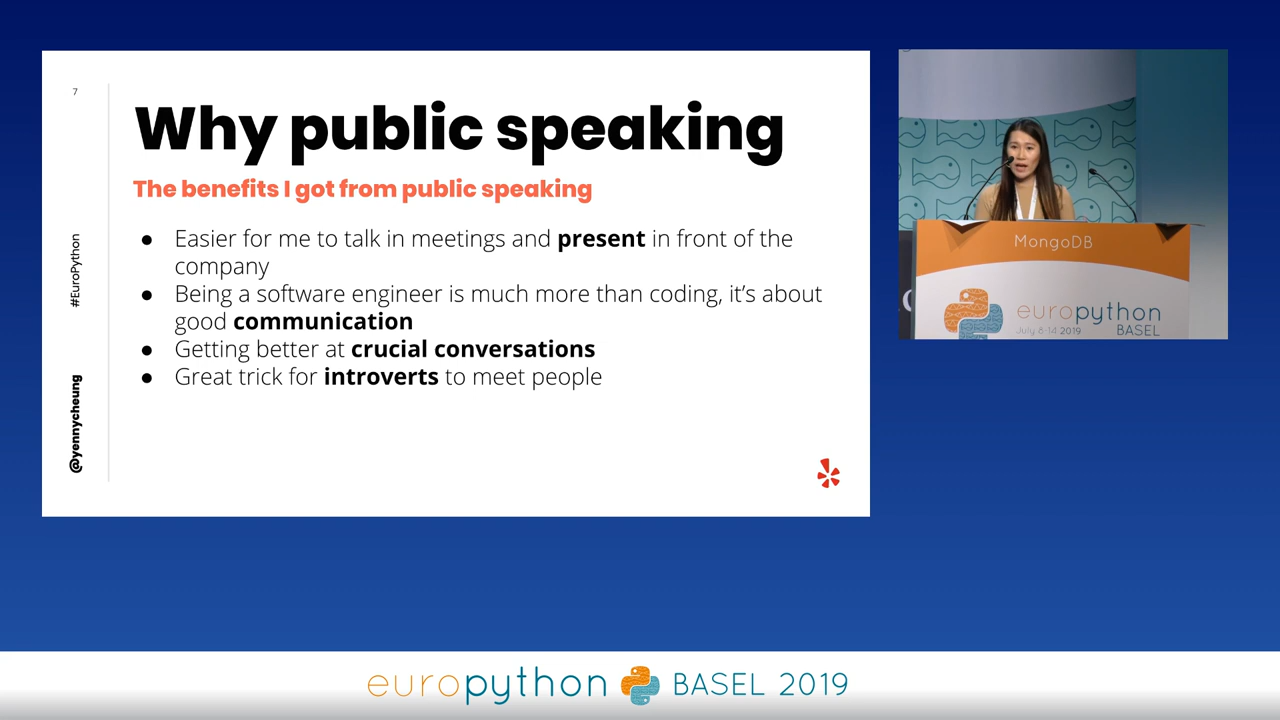 7
Why public speaking
The benefits I got from public speaking
● Easier for me to talk in meetings and present in front of the
company
● Being a software engineer is much more than coding, it's about
good communication
● Getting better at crucial conversations
● Great trick for introverts to meet people
#EuroPython
@yennycheung
MongoDB
europython
July 8-14 2019
BASEL
europython BASEL 2019